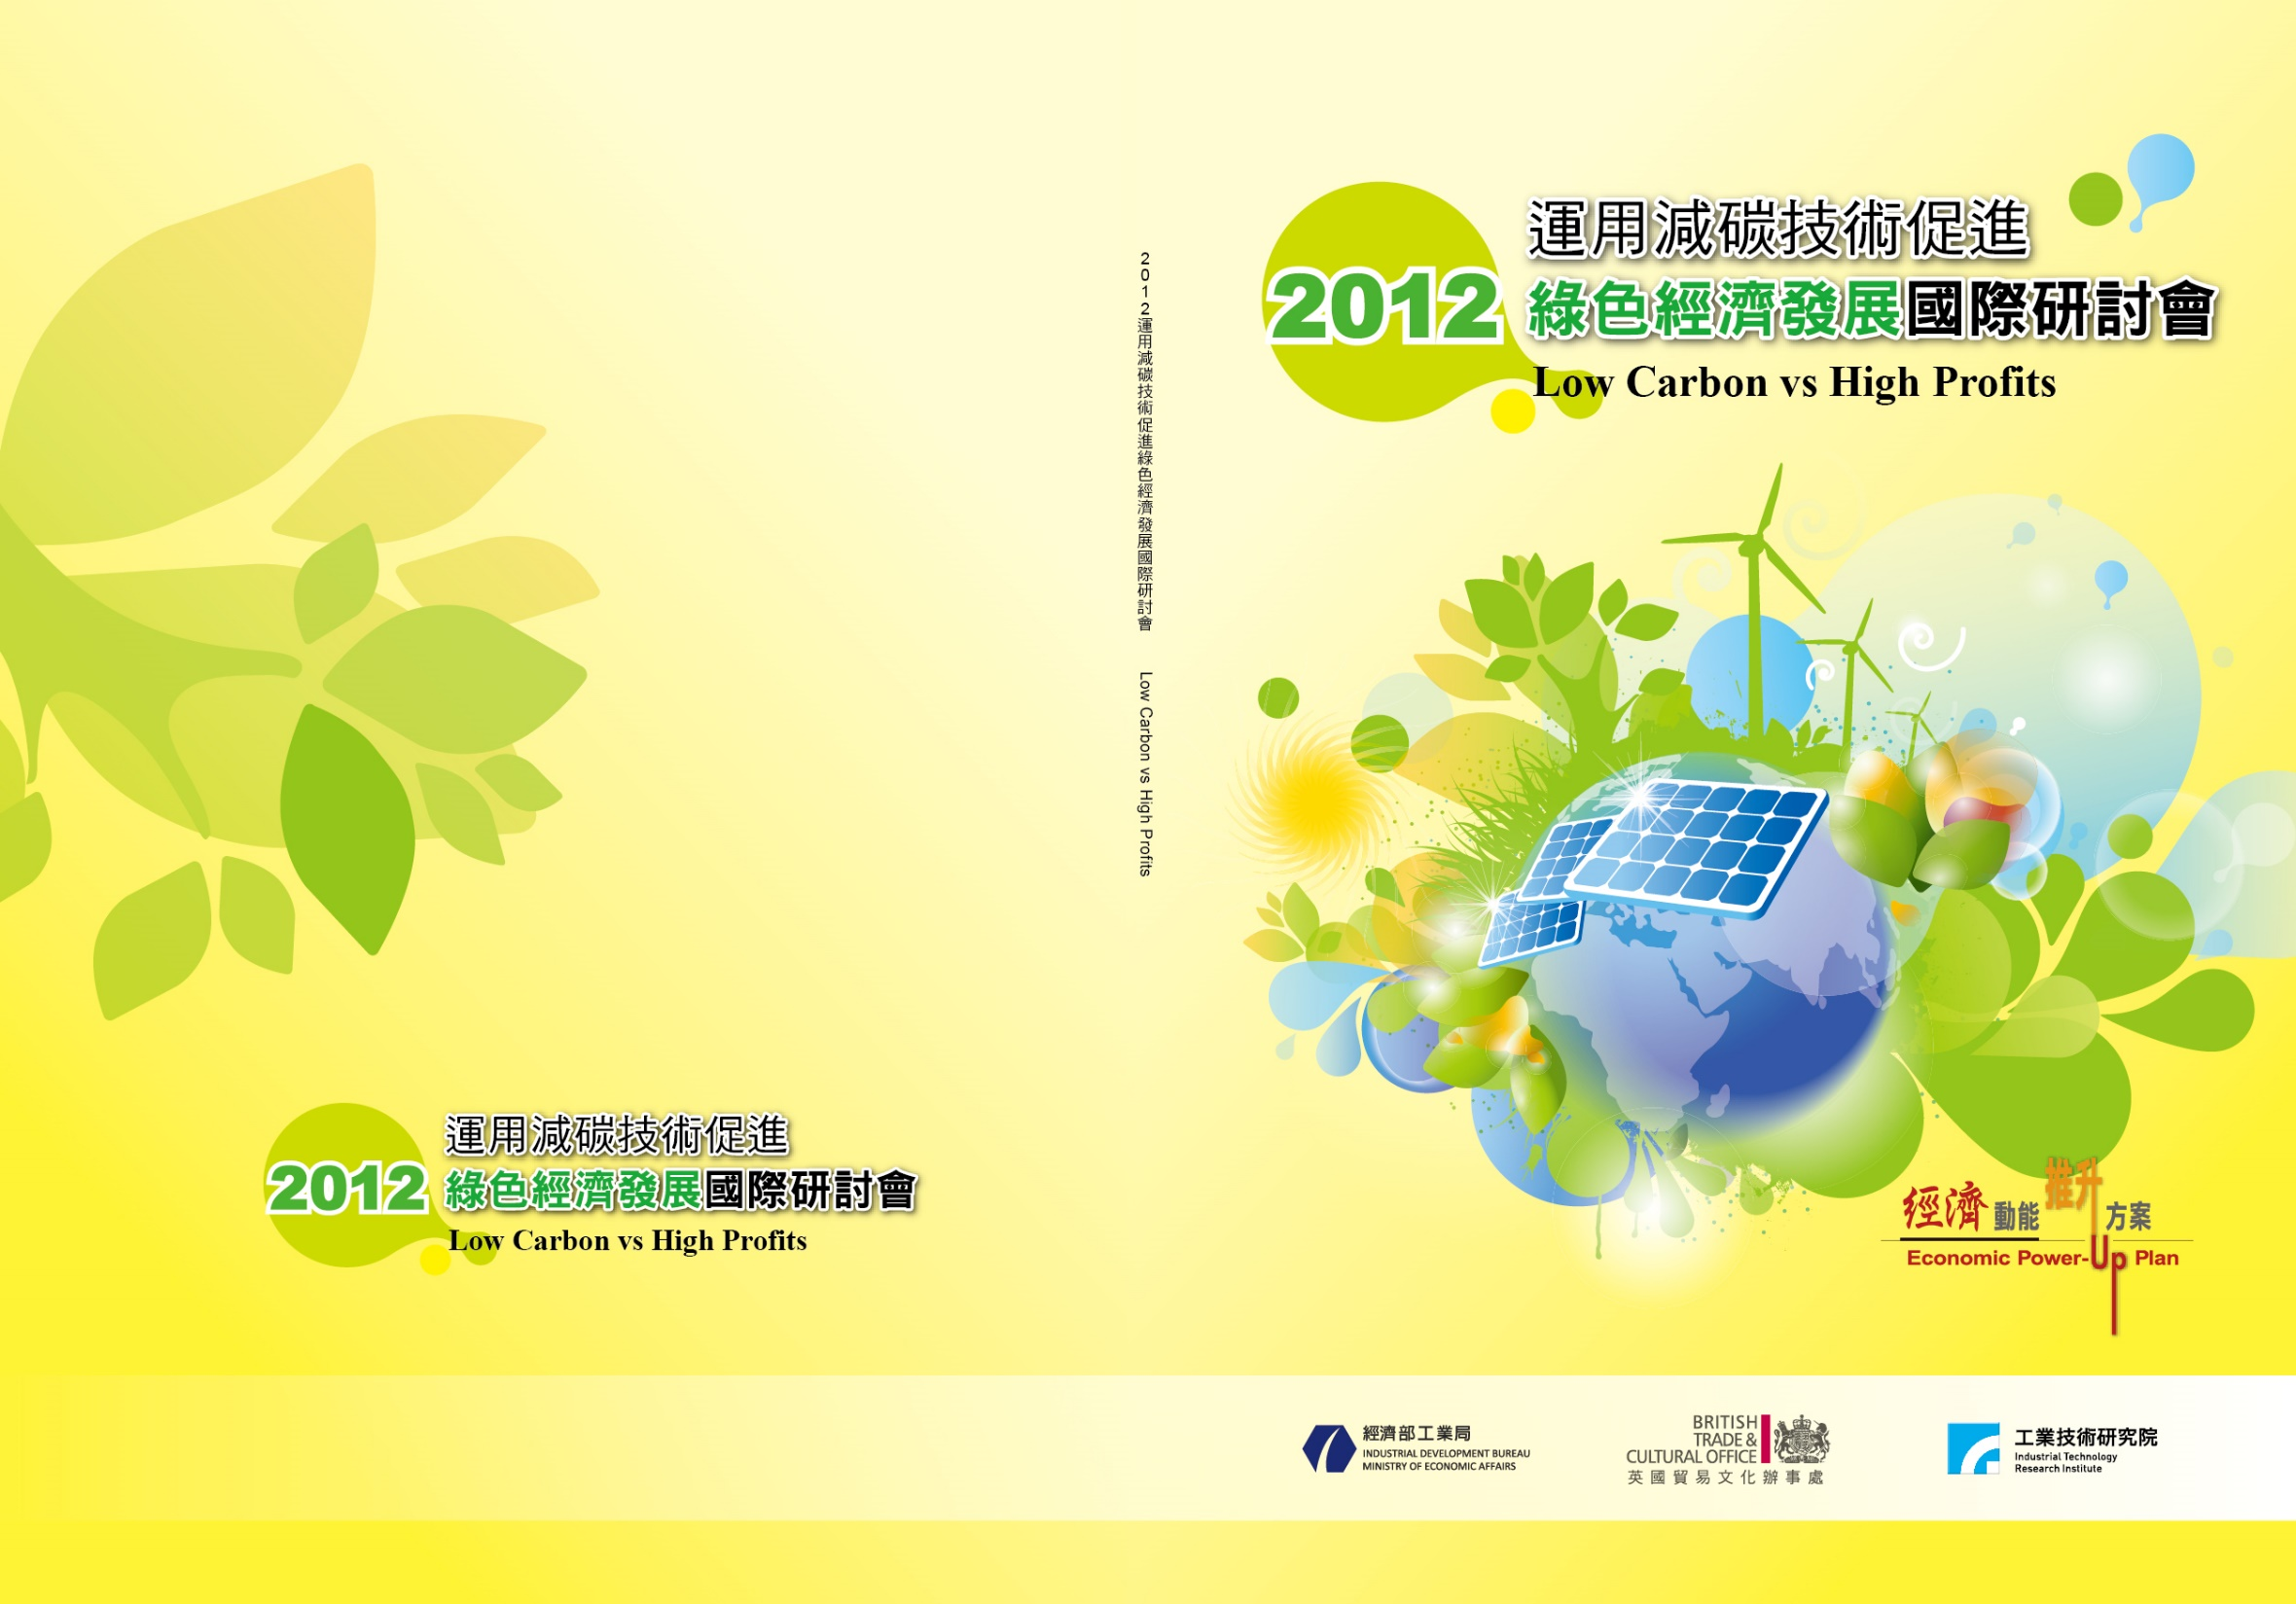 運用減碳技術促進
2012 綠色經濟發展國際研討會
Low Carbon vs High Profits
2012運用減碳技術促進綠色經濟發展國際研討會 Low Carbon vs High Profits
運用減碳技術促進
2012 綠色經濟發展國際研討會
Low Carbon vs High Profits
經濟動能推升方案
Economic Power-Up Plan
經濟部工業局
INDUSTRIAL DEVELOPMENT BUREAU
MINISTRY OF ECONOMIC AFFAIRS
BRITISH
TRADE &
CULTURAL OFFICE
英國貿易文化辦事處
工業技術研究院
Industrial Technology
Research Institute